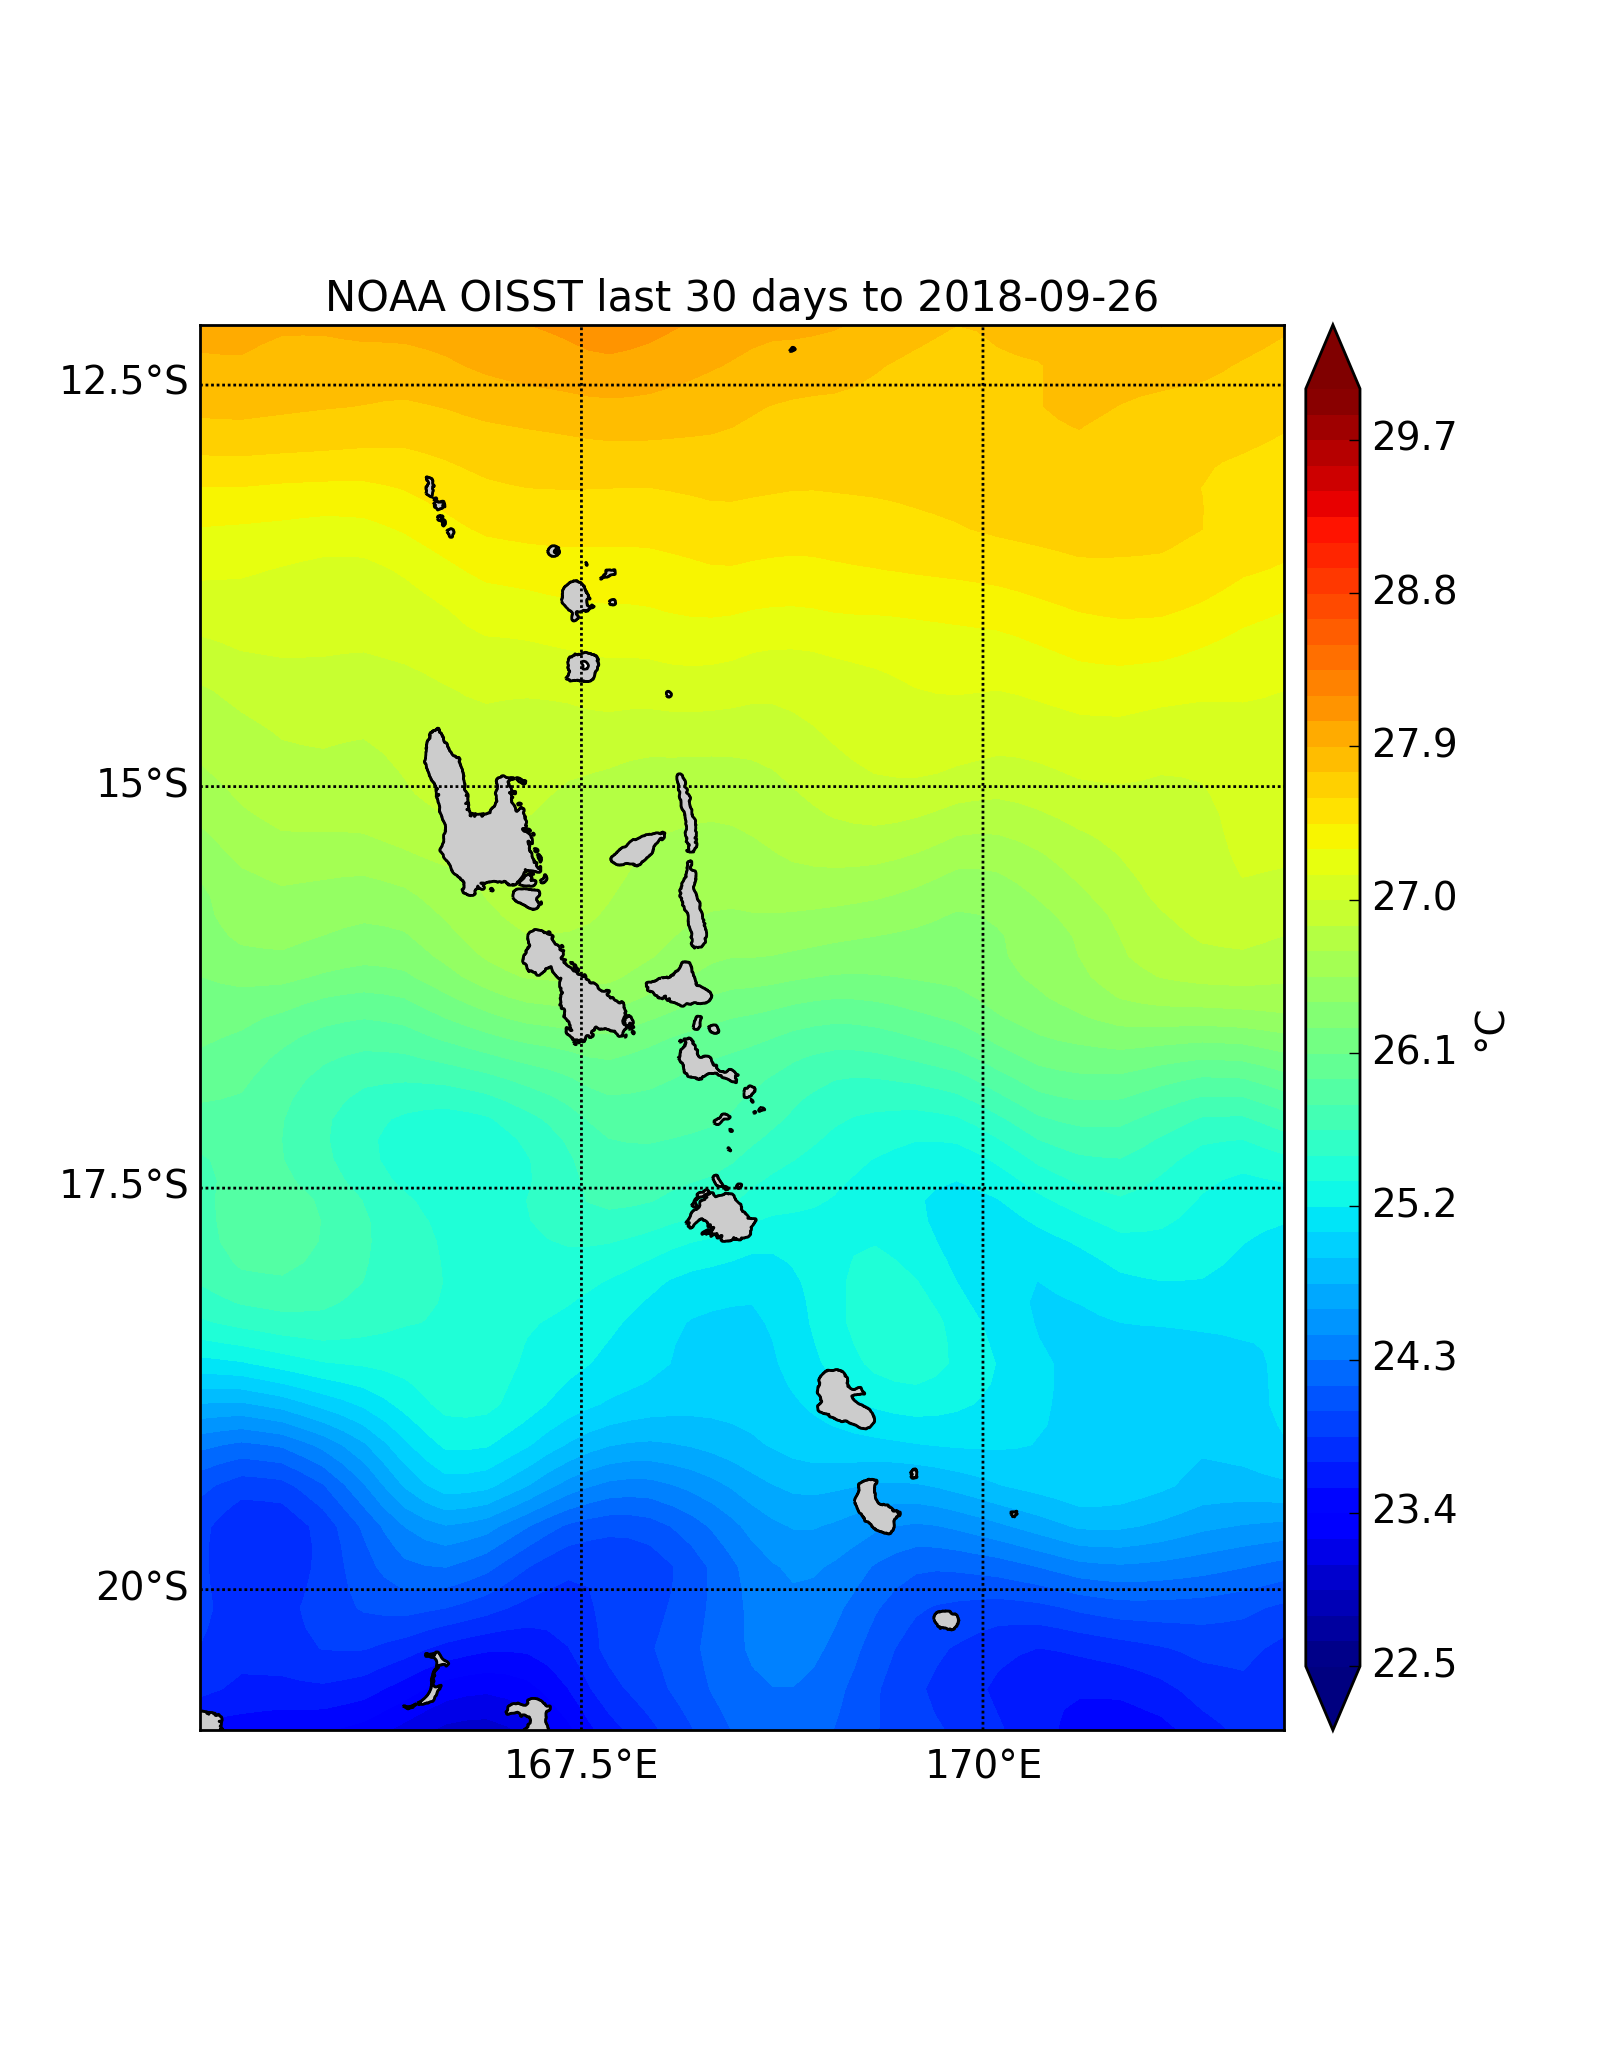 NOAA OISST last 30 days to 2018-09-26
12.5°S
15°S
17.5°S
20°S
167.5°E
170°E
29.7
28.8
27.9
27.0
26.1
25.2
24.3
23.4
22.5
°C